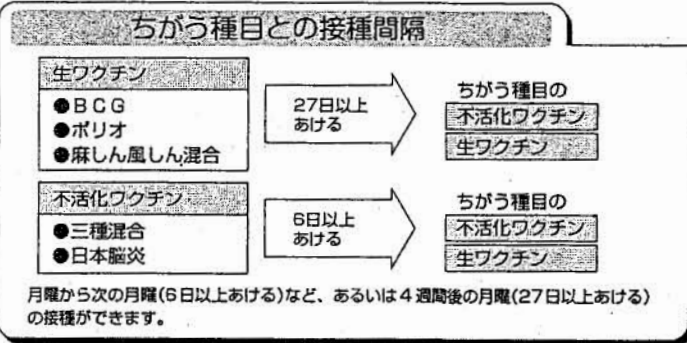 ちがう種目との接種間隔
生ワクチン
●BCG
●ポリオ
●麻しん風しん混合
27日以上
あける
ちがう種目の
不活化ワクチン
生ワクチン
不活化ワクチン
●三種混合
●日本脳炎
6日以上
あける
ちがう種目の
不活化ワクチン
生ワクチン
月曜から次の月曜(6日以上あける)など、あるいは4週間後の月曜(27日以上あける)
の接種ができます。